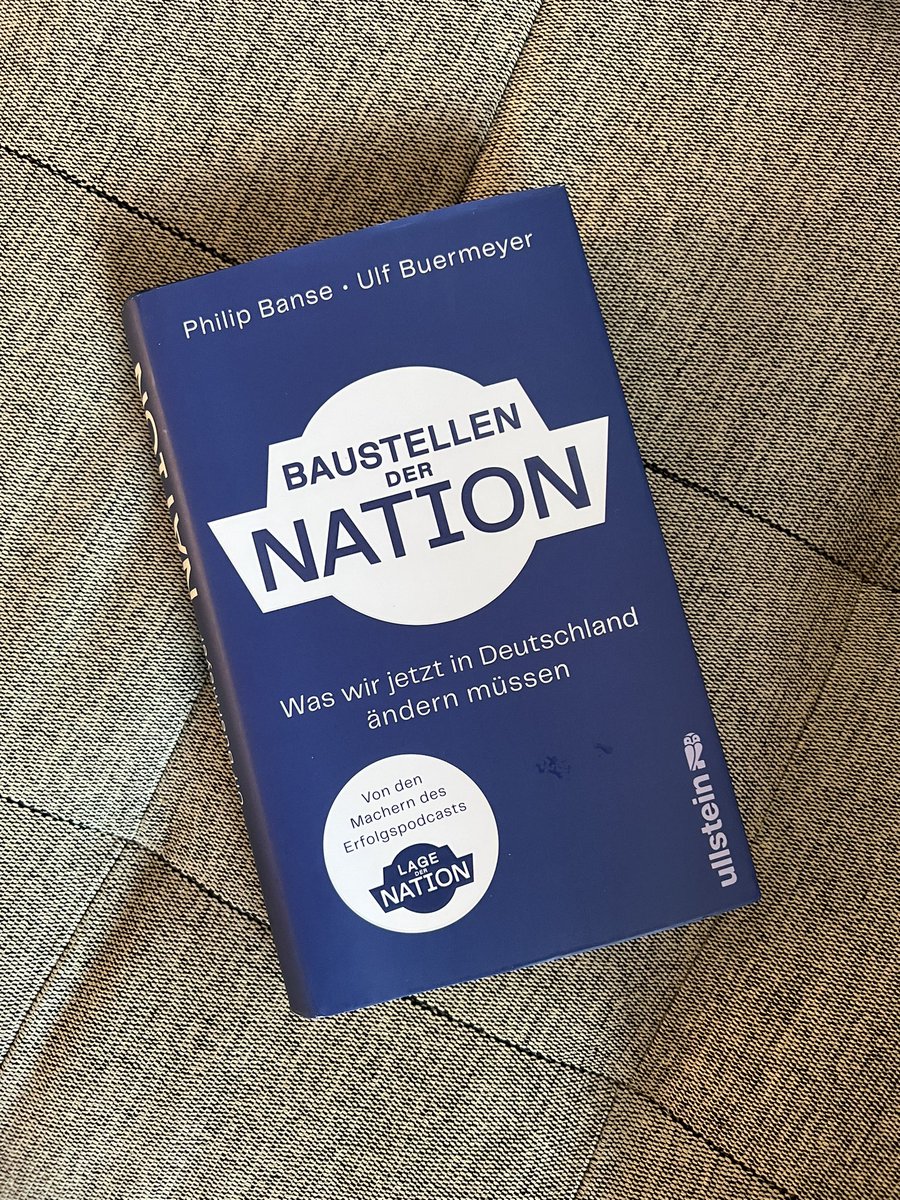 Philip Banse • Ulf Buermeyer
BAUSTELLEN
DER
NATION
Was wir jetzt in Deutschland
ändern müssen
Von den
Machern des
Erfolgspodcasts
LAGE
DER
NATION
ullstein